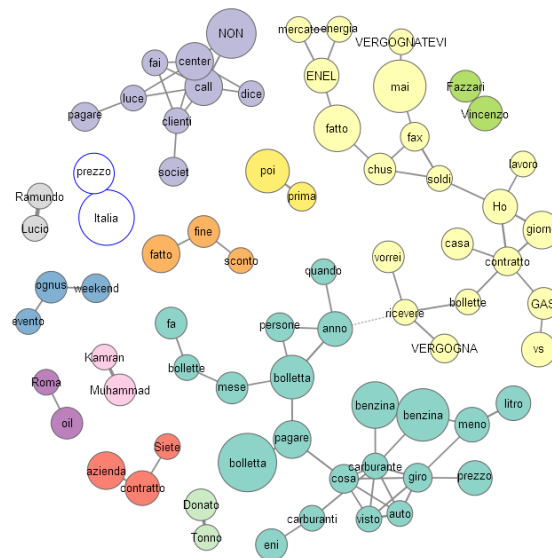 NON
mercato energia
VERGOGNATEVI
fai center
ENEL
call
mai
Fazzari
luce
dice
Vincenzo
pagare
clienti
fatto
fax
societ
chus
soldi
lavoro
prezzo
poi
Ramundo
prima
Ho
Italia
giorni
Lucio
fine
casa
fatto
sconto
vorrei
contratto
quando
ognus weekend
bollette
GAS
evento
fa
persone
anno
ricevere
VERGOGNA
vs
Kamran
bollette
bolletta
Roma
Muhammad
mese
benzina
benzina
litro
oil
meno
Siete
pagare
azienda
bolletta
carburante
contratto
cosa
giro
prezzo
Donato
visto
auto
carburanti
Tonno
eni